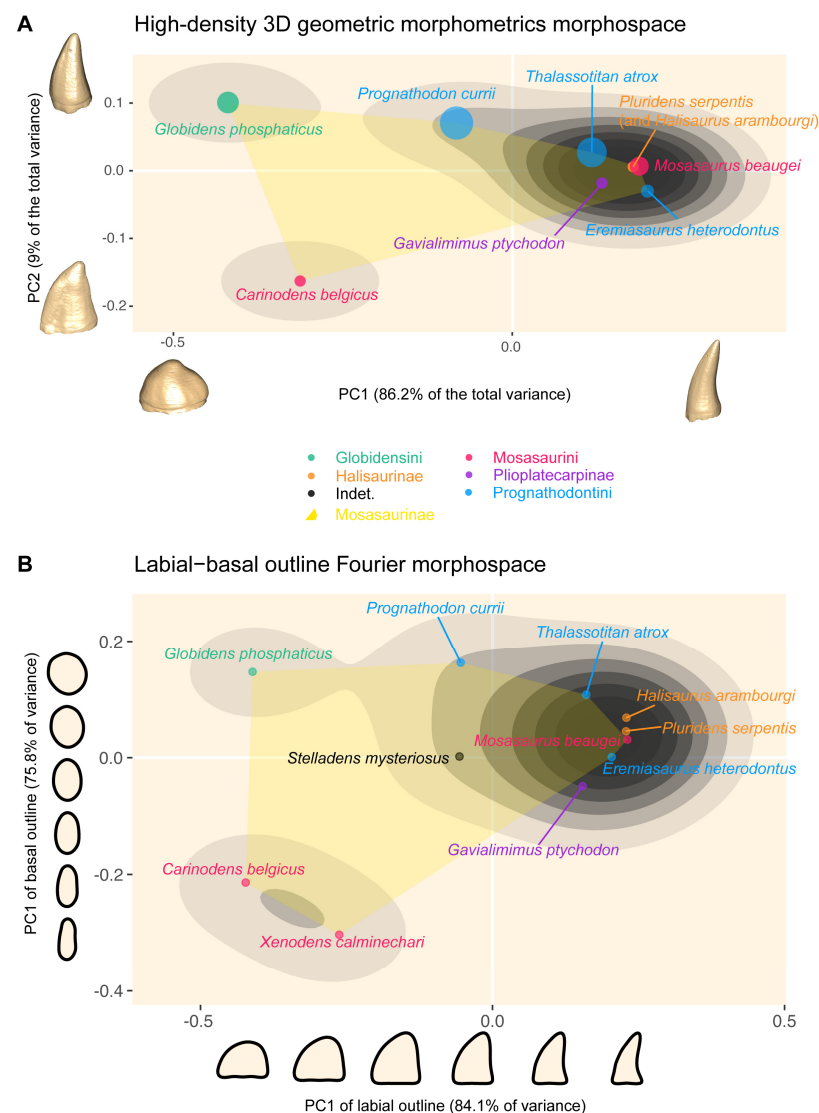 A
High-density 3D geometric morphometrics morphospace
Thalassotitan atrox
Prognathodon currii
Pluridens serpentis
(and Halisaurus arambourgi)
Globidens phosphaticus
Mosasaurus beaugei
Gavialimimus ptychodon
Eremiasaurus heterodontus
Carinodens belgicus
PC2 (9% of the total variance)
0.1
0.0
-0.1
-0.2
-0.5
0.0
PC1 (86.2% of the total variance)
Globidensini
Mosasaurini
Halisaurinae
Plioplatecarpinae
Indet.
Prognathodontini
Mosasaurinae
B
Labial−basal outline Fourier morphospace
Prognathodon currii
Thalassotitan atrox
Globidens phosphaticus
Halisaurus arambourgi
Pluridens serpentis
Mosasaurus beaugei
Stelladens mysteriosus
Eremiasaurus heterodontus
Gavialimimus ptychodon
Carinodens belgicus
Xenodens calminechari
PC1 of basal outline (75.8% of variance)
0.2
0.0
-0.2
-0.4
-0.5
0.0
0.5
PC1 of labial outline (84.1% of variance)